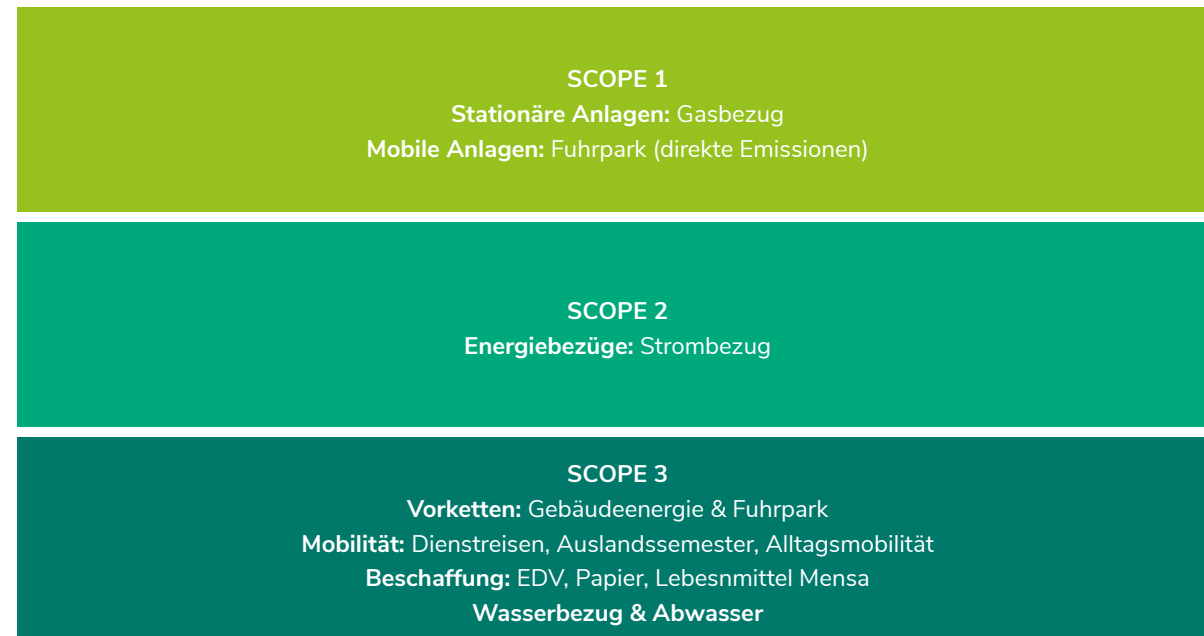 SCOPE 1
Stationäre Anlagen: Gasbezug
Mobile Anlagen: Fuhrpark (direkte Emissionen)
SCOPE 2
Energiebezüge: Strombezug
SCOPE 3
Vorketten: Gebäudeenergie & Fuhrpark
Mobilität: Dienstreisen, Auslandssemester, Alltagsmobilität
Beschaffung: EDV, Papier, Lebesnmittel Mensa
Wasserbezug & Abwasser